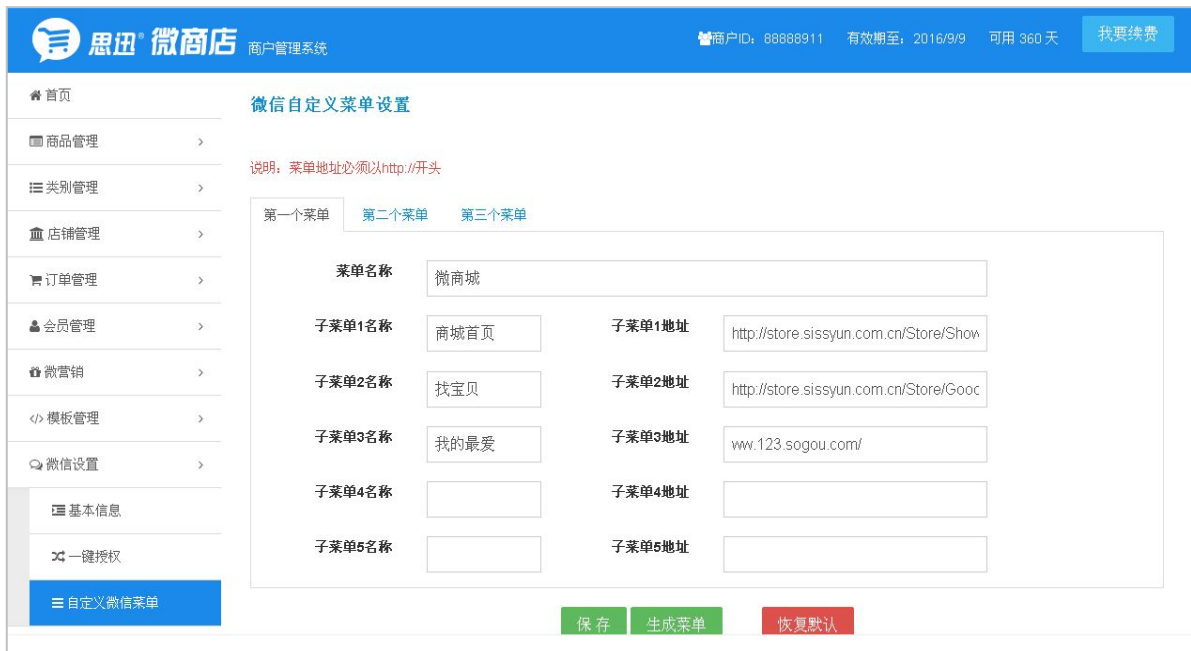 思迅® 微商店 商户管理系统 商户ID：88888911 有效期至：2016/9/9 可用 360 天 我要续费
首页
商品管理
类别管理
店铺管理
订单管理
会员管理
微营销
模板管理
微信设置
基本信息
一键授权
自定义微信菜单
微信自定义菜单设置
说明：菜单地址必须以http://开头
第一个菜单 第二个菜单 第三个菜单
菜单名称 微商城
子菜单1名称 商城首页 子菜单1地址 http://store.sissyun.com.cn/Store/Show
子菜单2名称 找宝贝 子菜单2地址 http://store.sissyun.com.cn/Store/Gooc
子菜单3名称 我的最爱 子菜单3地址 ww.123.sogou.com/
子菜单4名称 子菜单4地址
子菜单5名称 子菜单5地址
保 存 生成菜单 恢复默认